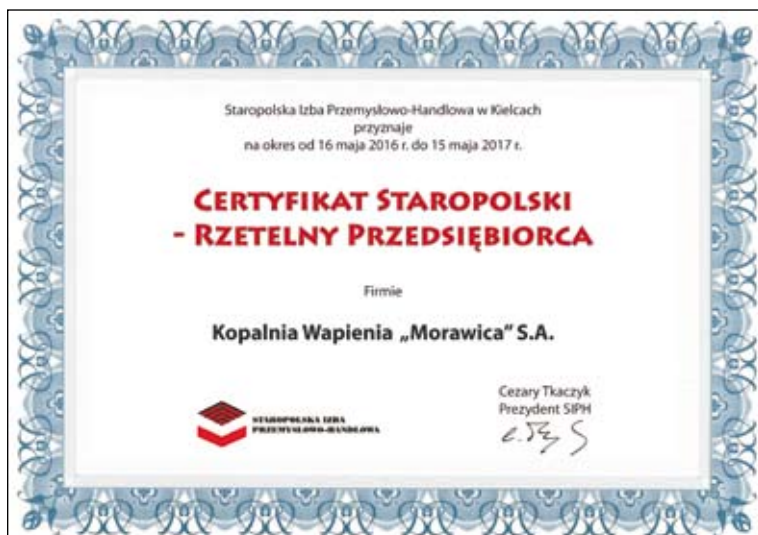 Staropolska Izba Przemysłowo-Handlowa w Kielcach
przyznaje
na okres od 16 maja 2016 r. do 15 maja 2017 r.
CERTYFIKAT STAROPOLSKI
- RZETELNY PRZEDSIĘBIORCA
Firmie
Kopalnia Wapienia „Morawica” S.A.
Cezary Tkaczyk
Prezydent SIPH
STAROPOLSKA IZBA
PRZEMYSŁOWO-HANDLOWA